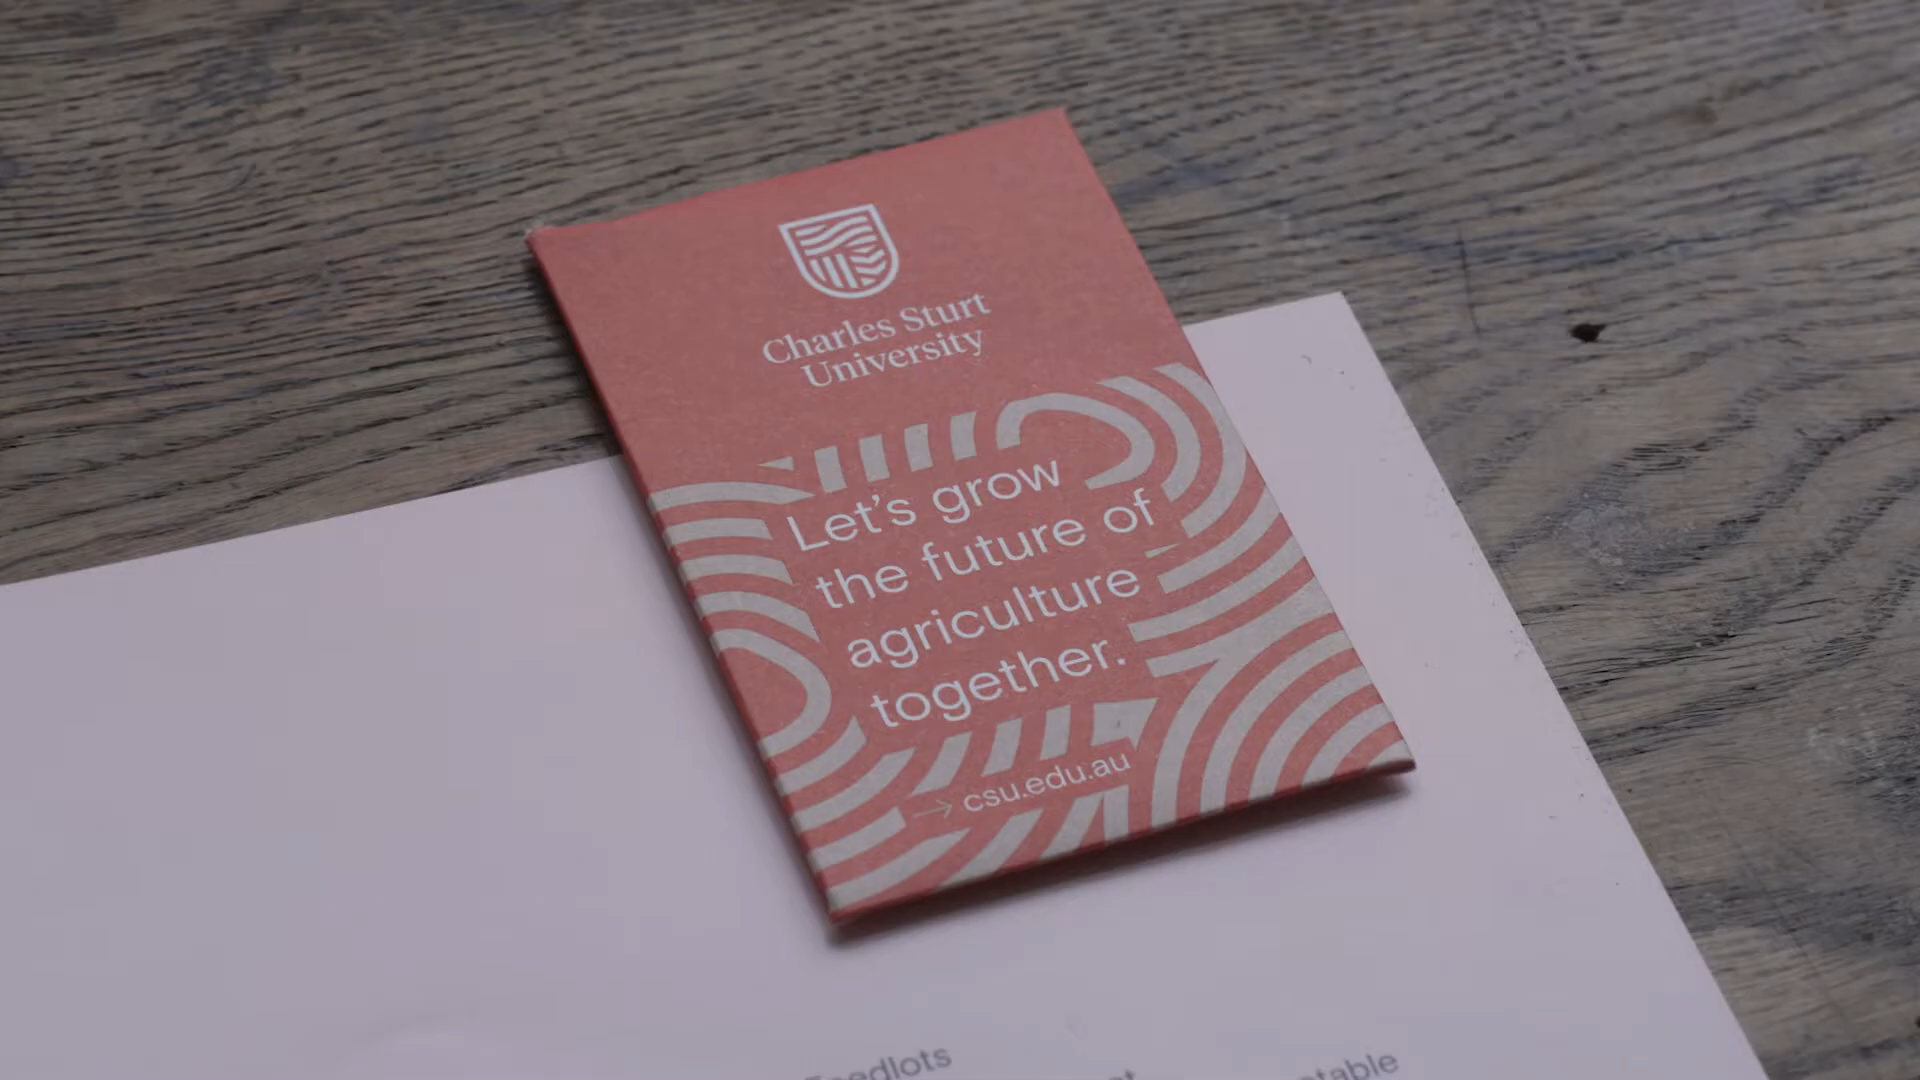 Charles Sturt
University
Let's grow
the future of
agriculture
together.
→ csu.edu.au